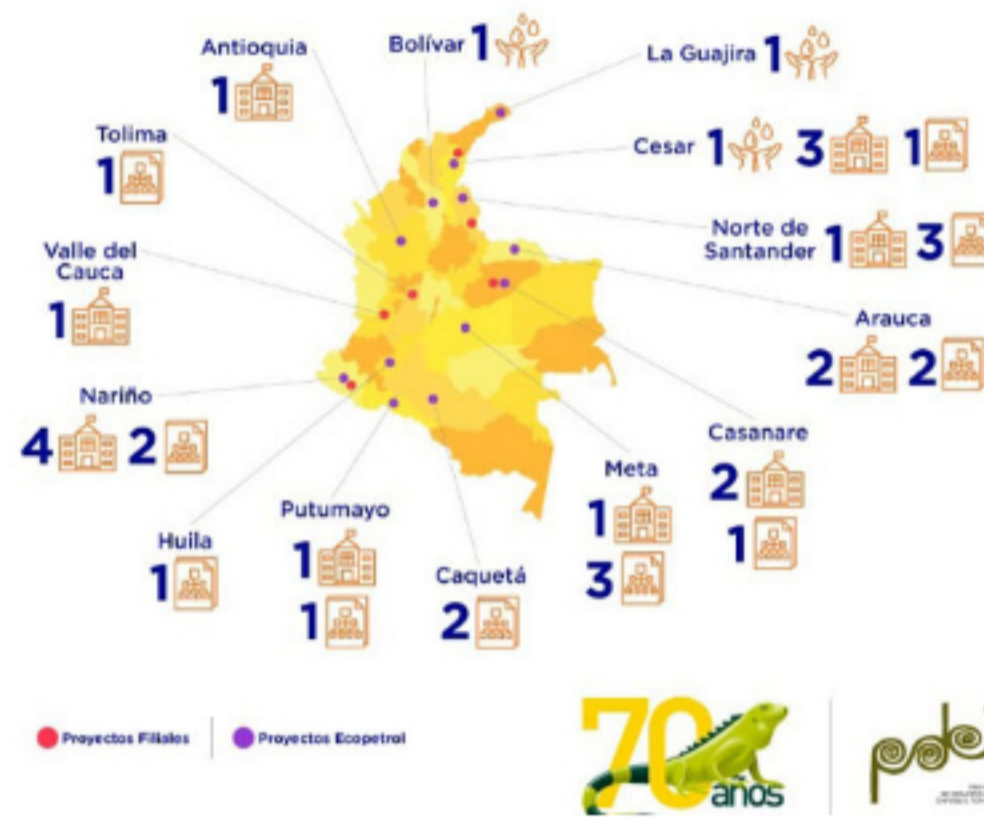 Antioquia
1
Bolívar 1
La Guajira 1
Tolima
1
Cesar 1 3 1
Valle del
Cauca
1
Norte de
Santander 1 3
Arauca
2 2
Nariño
4 2
Casanare
2
1
Meta
1
3
Putumayo
1
1
Huila
1
Caquetá
2
Proyectos Filiales
Proyectos Ecopetrol
70
años